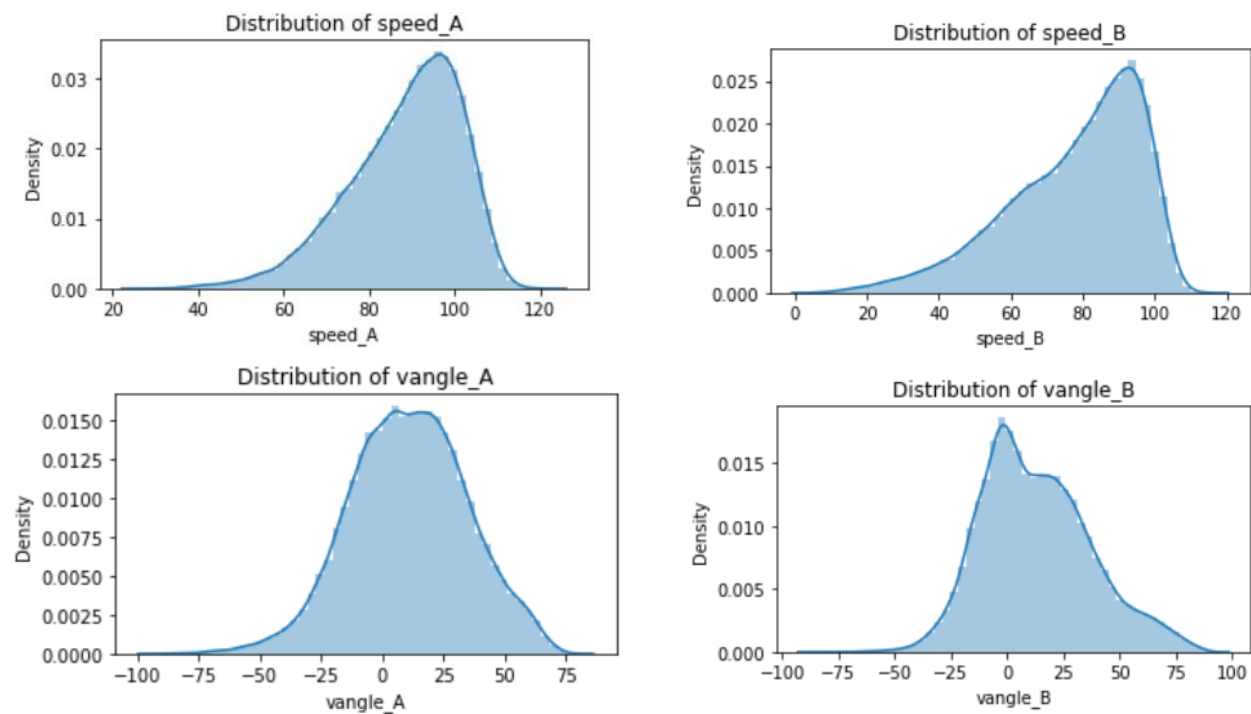 Distribution of speed_A
Density
0.03
0.02
0.01
0.00
20 40 60 80 100 120
speed_A
Distribution of speed_B
Density
0.025
0.020
0.015
0.010
0.005
0.000
0 20 40 60 80 100 120
speed_B
Distribution of vangle_A
Density
0.0150
0.0125
0.0100
0.0075
0.0050
0.0025
0.0000
−100 −75 −50 −25 0 25 50 75
vangle_A
Distribution of vangle_B
Density
0.015
0.010
0.005
0.000
−100 −75 −50 −25 0 25 50 75 100
vangle_B